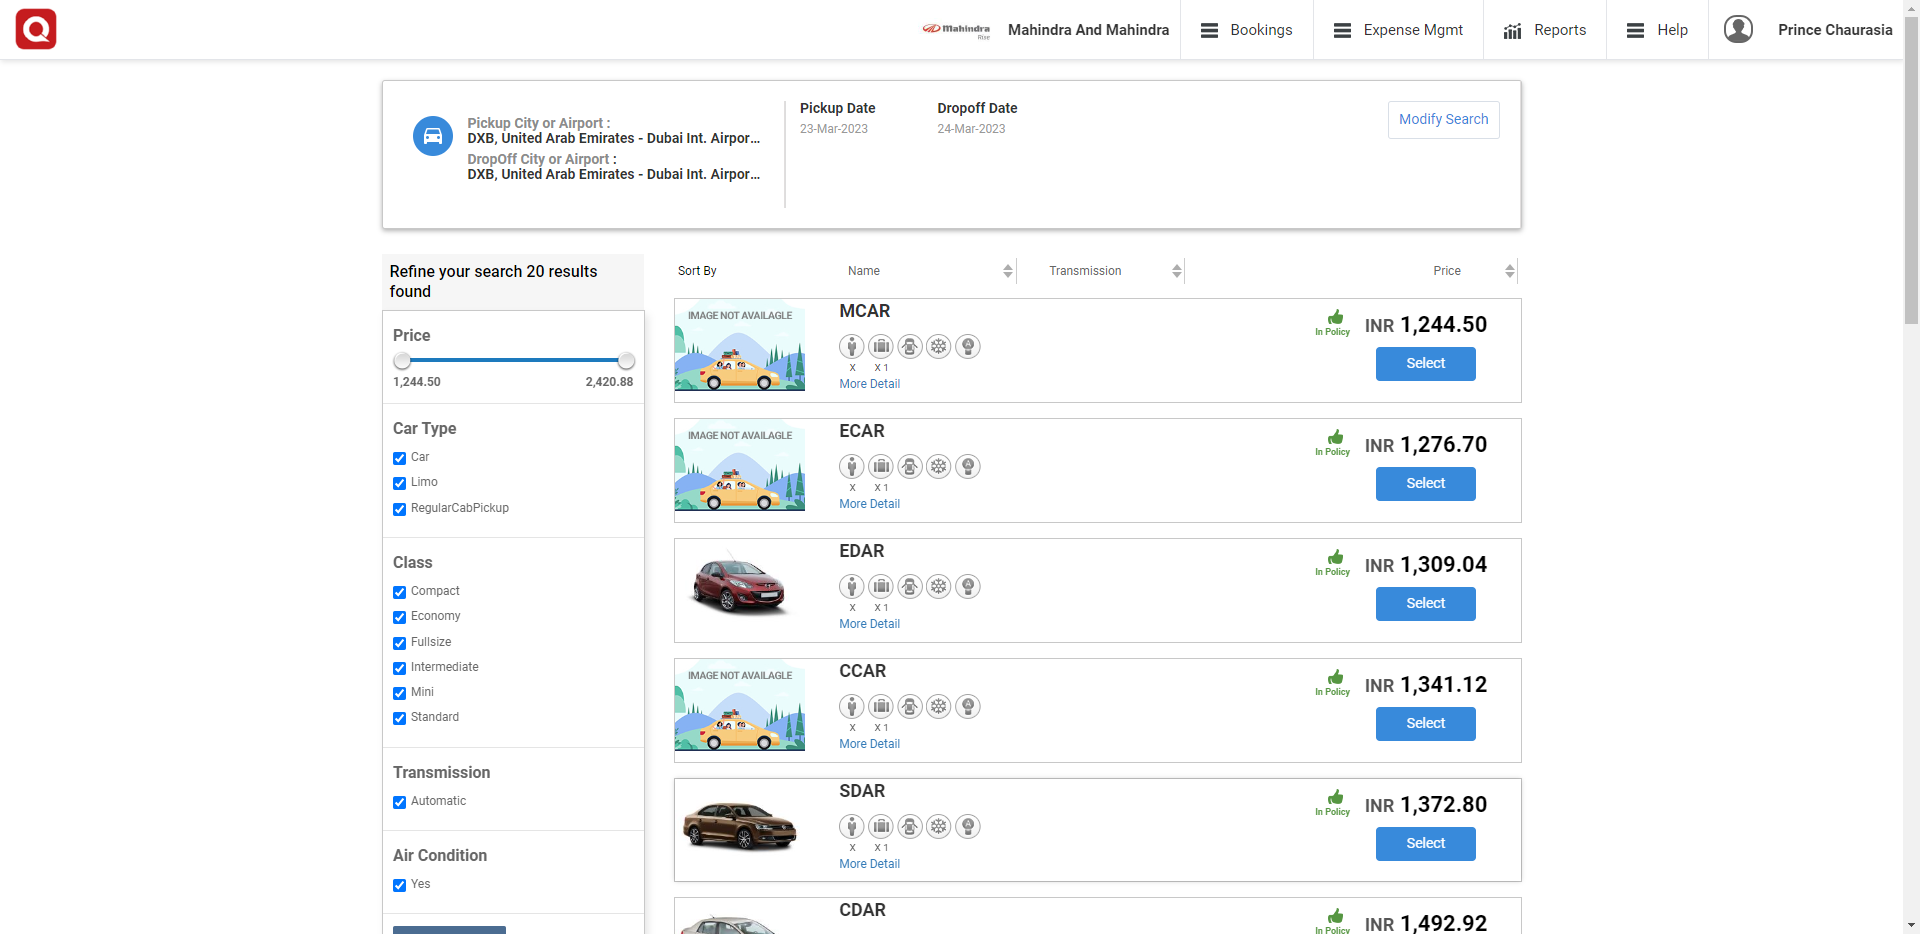 Q
Mahindra
Rise
Mahindra And Mahindra
Bookings
Expense Mgmt
Reports
Help
Prince Chaurasia
Pickup City or Airport :
DXB, United Arab Emirates - Dubai Int. Airpor...
DropOff City or Airport :
DXB, United Arab Emirates - Dubai Int. Airpor...
Pickup Date
23-Mar-2023
Dropoff Date
24-Mar-2023
Modify Search
Refine your search 20 results
found
Price
1,244.50 2,420.88
Car Type
Car
Limo
RegularCabPickup
Class
Compact
Economy
Fullsize
Intermediate
Mini
Standard
Transmission
Automatic
Air Condition
Yes
Sort By Name Transmission Price
IMAGE NOT AVAILAGLE
MCAR
A
X X 1
More Detail
In Policy
INR 1,244.50
Select
IMAGE NOT AVAILAGLE
ECAR
A
X X 1
More Detail
In Policy
INR 1,276.70
Select
EDAR
A
X X 1
More Detail
In Policy
INR 1,309.04
Select
IMAGE NOT AVAILAGLE
CCAR
A
X X 1
More Detail
In Policy
INR 1,341.12
Select
SDAR
A
X X 1
More Detail
In Policy
INR 1,372.80
Select
CDAR
In Policy
INR 1,492.92